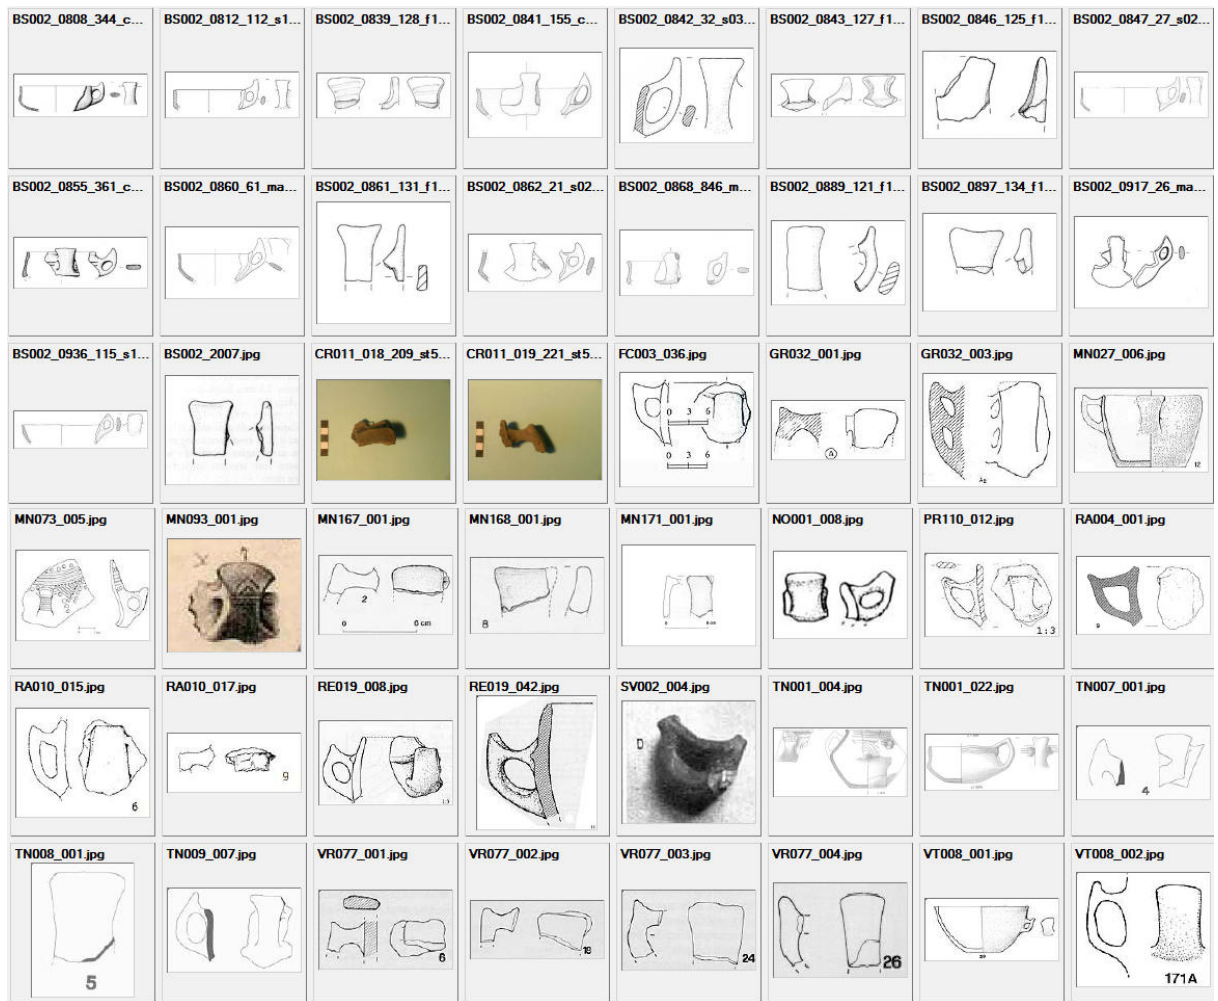 BS002_0808_344_c... BS002_0812_112_s1... BS002_0839_128_f1... BS002_0841_155_c... BS002_0842_32_s03... BS002_0843_127_f1... BS002_0846_125_f1... BS002_0847_27_s02...
BS002_0855_361_c... BS002_0860_61_ma... BS002_0861_131_f1... BS002_0862_21_s02... BS002_0868_846_m... BS002_0889_121_f1... BS002_0897_134_f1... BS002_0917_26_ma...
BS002_0936_115_s1... BS002_2007.jpg CR011_018_209_st5... CR011_019_221_st5... FC003_036.jpg GR032_001.jpg GR032_003.jpg MN027_006.jpg
0 3 6
0 3 6
A
12
MN073_005.jpg MN093_001.jpg MN167_001.jpg MN168_001.jpg MN171_001.jpg NO001_008.jpg PR110_012.jpg RA004_001.jpg
2
0 6 cm
8
1:3
9
RA010_015.jpg RA010_017.jpg RE019_008.jpg RE019_042.jpg SV002_004.jpg TN001_004.jpg TN001_022.jpg TN007_001.jpg
6
9
4
TN008_001.jpg TN009_007.jpg VR077_001.jpg VR077_002.jpg VR077_003.jpg VR077_004.jpg VT008_001.jpg VT008_002.jpg
5
6
18
24
26
171A